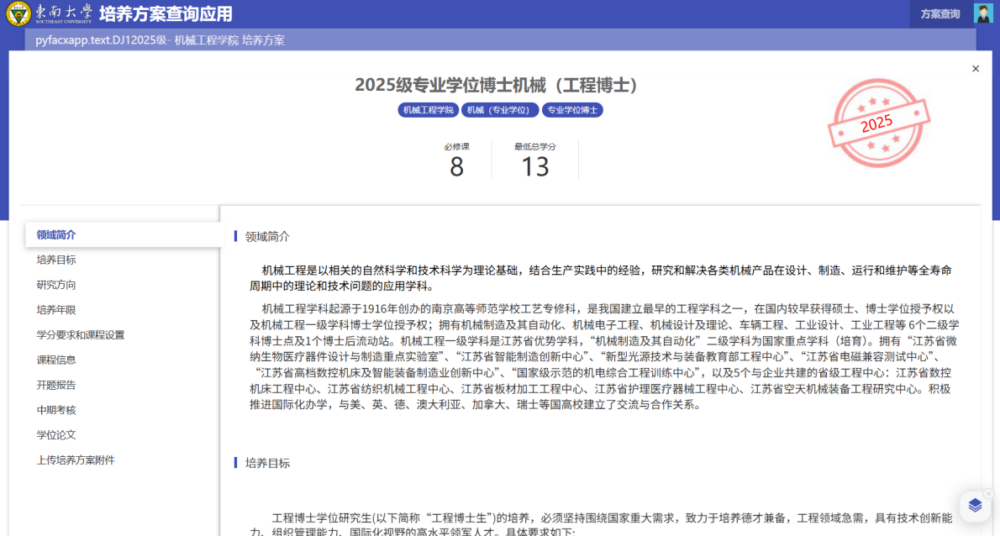 东南大学
SOUTHEAST UNIVERSITY
培养方案查询应用
方案查询
pyfacxapp.text.DJ12025级- 机械工程学院 培养方案
×
2025级专业学位博士机械（工程博士）
机械工程学院 机械（专业学位） 专业学位博士
2025
必修课 最低总学分
8 13
领域简介
培养目标
研究方向
培养年限
学分要求和课程设置
课程信息
开题报告
中期考核
学位论文
上传培养方案附件
领域简介
机械工程是以相关的自然科学和技术科学为理论基础，结合生产实践中的经验，研究和解决各类机械产品在设计、制造、运行和维护等全寿命
周期中的理论和技术问题的应用学科。
机械工程学科起源于1916年创办的南京高等师范学校工艺专修科，是我国建立最早的工程学科之一，在国内较早获得硕士、博士学位授予权以
及机械工程一级学科博士学位授予权；拥有机械制造及其自动化、机械电子工程、机械设计及理论、车辆工程、工业设计、工业工程等 6个二级学
科博士点及1个博士后流动站。机械工程一级学科是江苏省优势学科，“机械制造及其自动化”二级学科为国家重点学科（培育）。拥有“江苏省微
纳生物医疗器件设计与制造重点实验室”、“江苏省智能制造创新中心”、“新型光源技术与装备教育部工程中心”、“江苏省电磁兼容测试中心”、
“江苏省高档数控机床及智能装备制造业创新中心”、“国家级示范的机电综合工程训练中心”，以及5个与企业共建的省级工程中心：江苏省数控
机床工程中心、江苏省纺织机械工程中心、江苏省板材加工工程中心、江苏省护理医疗器械工程中心、江苏省空天机械装备工程研究中心。积极
推进国际化办学，与美、英、德、澳大利亚、加拿大、瑞士等国高校建立了交流与合作关系。
培养目标
工程博士学位研究生(以下简称“工程博士生”)的培养，必须坚持围绕国家重大需求，致力于培养德才兼备，工程领域急需，具有技术创新能
力、组织管理能力、国际化视野的高水平领军人才。具体要求如下: